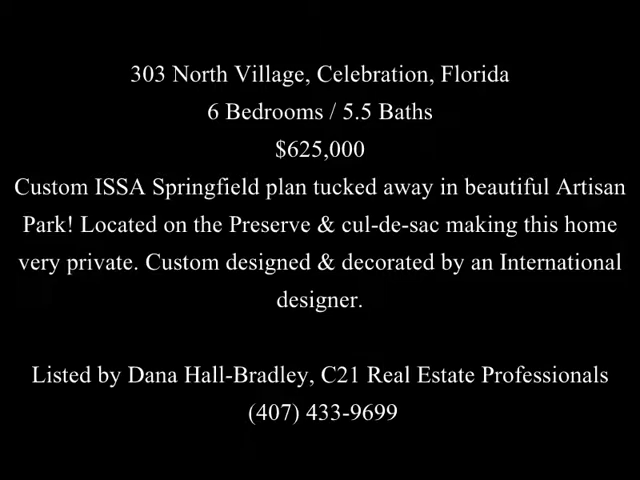 303 North Village, Celebration, Florida
6 Bedrooms / 5.5 Baths
$625,000
Custom ISSA Springfield plan tucked away in beautiful Artisan
Park! Located on the Preserve & cul-de-sac making this home
very private. Custom designed & decorated by an International
designer.
Listed by Dana Hall-Bradley, C21 Real Estate Professionals
(407) 433-9699